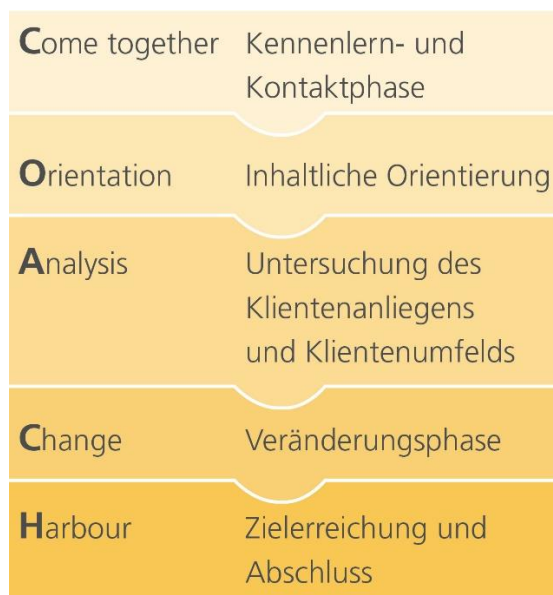 Come together Kennenlern- und
Kontaktphase
Orientation Inhaltliche Orientierung
Analysis Untersuchung des
Klientenanliegens
und Klientenumfelds
Change Veränderungsphase
Harbour Zielerreichung und
Abschluss